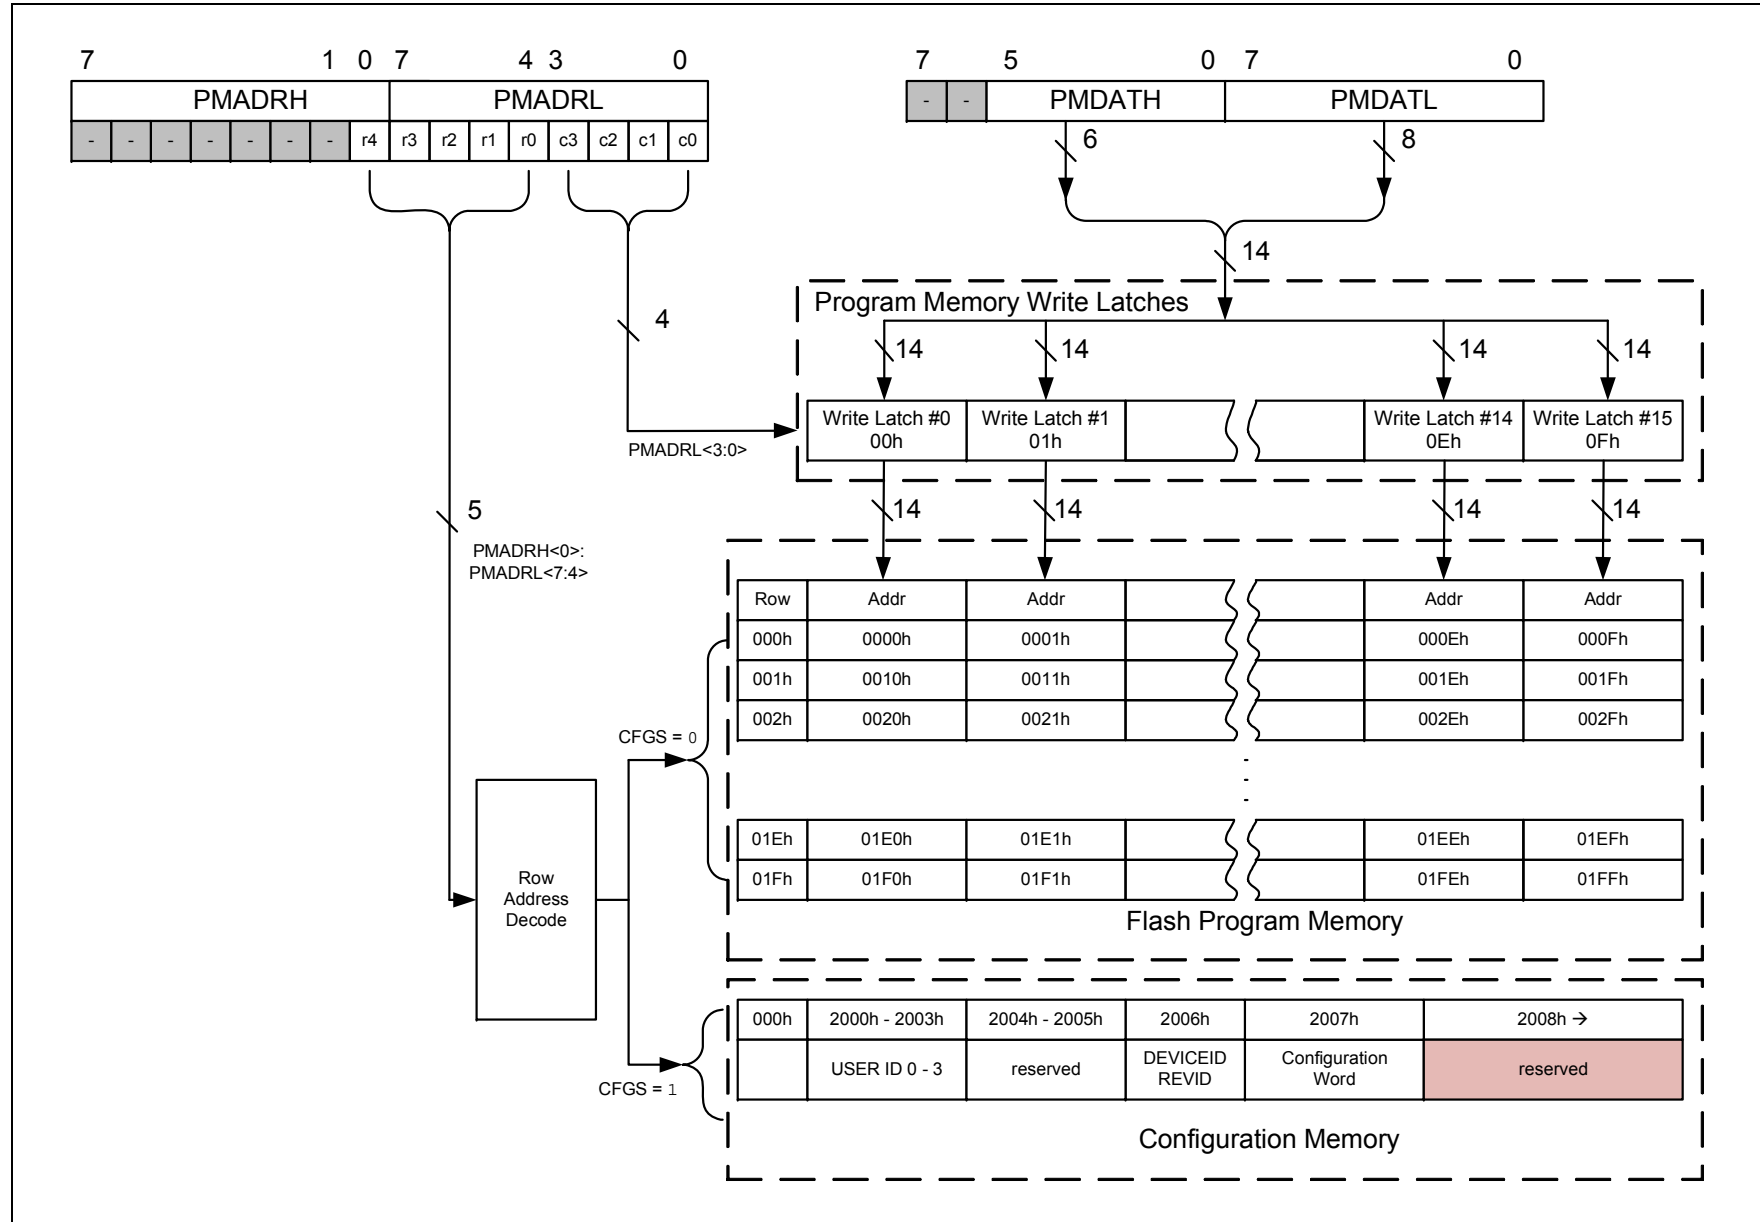 7 1 0 7 4 3 0
PMADRH PMADRL
- - - - - - - r4 r3 r2 r1 r0 c3 c2 c1 c0
7 5 0 7 0
- - PMDATH PMDATL
6 8
14
4
PMADRL<3:0>
5
PMADRH<0>:
PMADRL<7:4>
Program Memory Write Latches
14 14 14 14
Write Latch #0 Write Latch #1 Write Latch #14 Write Latch #15
00h 01h 0Eh 0Fh
14 14 14 14
Row Addr Addr Addr Addr
000h 0000h 0001h 000Eh 000Fh
001h 0010h 0011h 001Eh 001Fh
002h 0020h 0021h 002Eh 002Fh
CFGS = 0
01Eh 01E0h 01E1h 01EEh 01EFh
01Fh 01F0h 01F1h 01FEh 01FFh
Flash Program Memory
Row
Address
Decode
000h 2000h - 2003h 2004h - 2005h 2006h 2007h 2008h →
USER ID 0 - 3 reserved DEVICEID Configuration reserved
REVID Word
CFGS = 1
Configuration Memory